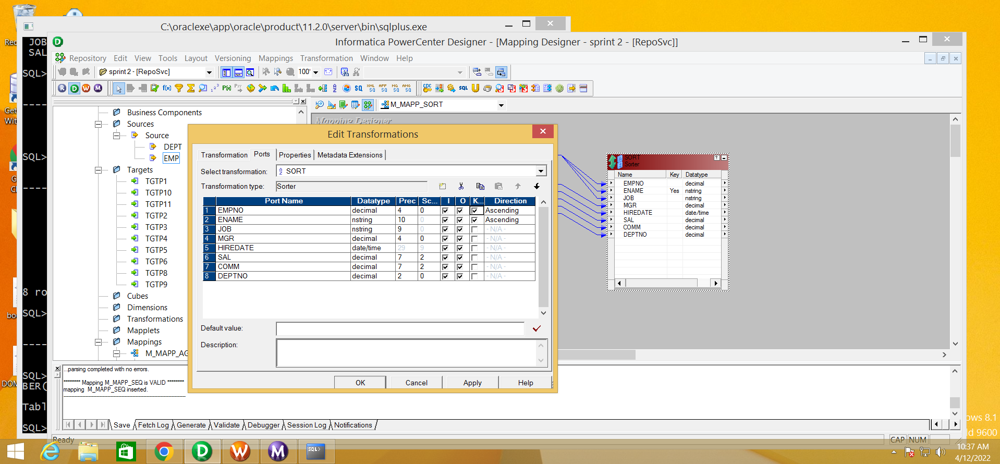 C:\oraclexe\app\oracle\product\11.2.0\server\bin\sqlplus.exe
JOB
SAL
Informatica PowerCenter Designer - [Mapping Designer - sprint 2 - [RepoSvc]]
Repository Edit View Tools Layout Versioning Mappings Transformation Window Help
SQL>
sprint 2 - [RepoSvc]
100
M_MAPP_SORT
Mapping Designer
Business Components
Sources
Source
DEPT
EMP
Targets
TGTP1
TGTP10
TGTP11
TGTP2
TGTP3
TGTP4
TGTP5
TGTP6
TGTP8
TGTP9
Cubes
Dimensions
Transformations
Mapplets
Mappings
M_MAPP_AG
Edit Transformations
Transformation Ports Properties Metadata Extensions
Select transformation: SORT
Transformation type: Sorter
Port Name Datatype Prec Sc... I O K... Direction
1 EMPNO decimal 4 0 Ascending
2 ENAME nstring 10 0 Ascending
3 JOB nstring 9 0 - N/A -
4 MGR decimal 4 0 - N/A -
5 HIREDATE date/time 29 9 - N/A -
6 SAL decimal 7 2 - N/A -
7 COMM decimal 7 2 - N/A -
8 DEPTNO decimal 2 0 - N/A -
Default value:
Description:
OK Cancel Apply Help
SORT
Sorter
Name Key Datatype
EMPNO decimal
ENAME Yes nstring
JOB nstring
MGR decimal
HIREDATE date/time
SAL decimal
COMM decimal
DEPTNO decimal
SQL>
8 ro
SQL>
SQL>
BER(
Tabl
SQL>
...parsing completed with no errors.
******** Mapping M_MAPP_SEQ is VALID ********
mapping M_MAPP_SEQ inserted.
Save Fetch Log Generate Validate Debugger Session Log Notifications
Ready
CAP NUM
ows 8.1
ld 9600
10:37 AM
4/12/2022